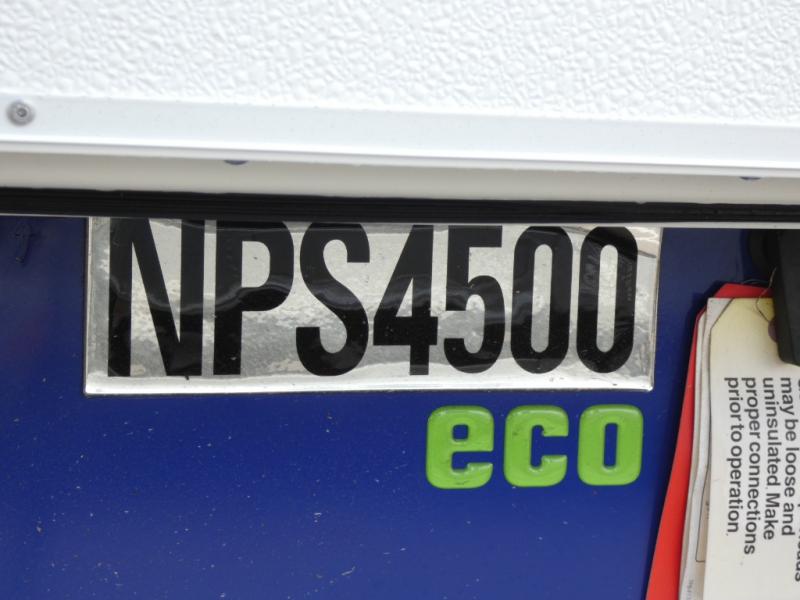 NPS4500
eco
may be loose and
uninsulated. Make
proper connections
prior to operation.